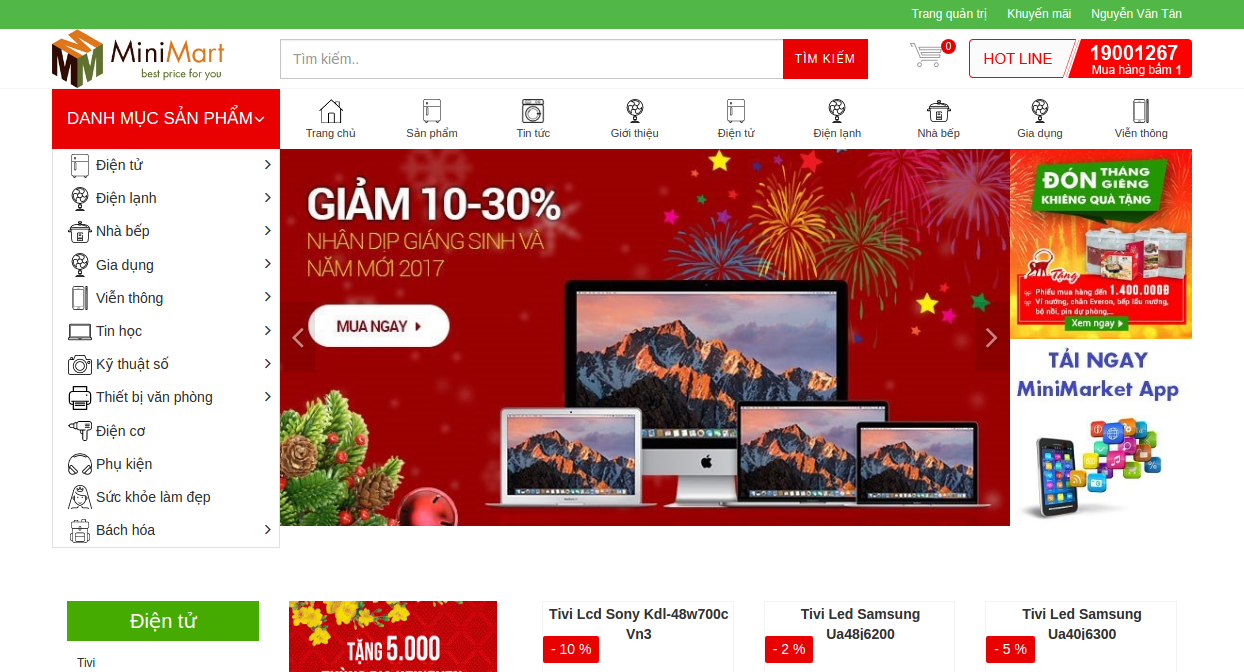 Trang quản trị Khuyến mãi Nguyễn Văn Tân
MiniMart
best price for you
Tìm kiếm..
TÌM KIẾM
0
HOT LINE
19001267
Mua hàng bấm 1
DANH MỤC SẢN PHẨM
Trang chủ
Sản phẩm
Tin tức
Giới thiệu
Điện tử
Điện lạnh
Nhà bếp
Gia dụng
Viễn thông
Điện tử
Điện lạnh
Nhà bếp
Gia dụng
Viễn thông
Tin học
Kỹ thuật số
Thiết bị văn phòng
Điện cơ
Phụ kiện
Sức khỏe làm đẹp
Bách hóa
GIẢM 10-30%
NHÂN DỊP GIÁNG SINH VÀ
NĂM MỚI 2017
MUA NGAY
ĐÓN THÁNG GIÊNG
KHIÊNG QUÀ TẶNG
Tặng
Phiếu mua hàng đến 1.400.000Đ
Vỉ nướng, chăn Everon, bếp lẩu nướng,
bộ nồi, pin dự phòng,...
Xem ngay
TẢI NGAY
MiniMarket App
Điện tử
Tivi
TẶNG 5.000
Tivi Lcd Sony Kdl-48w700c
Vn3
- 10 %
Tivi Led Samsung
Ua48j6200
- 2 %
Tivi Led Samsung
Ua40j6300
- 5 %